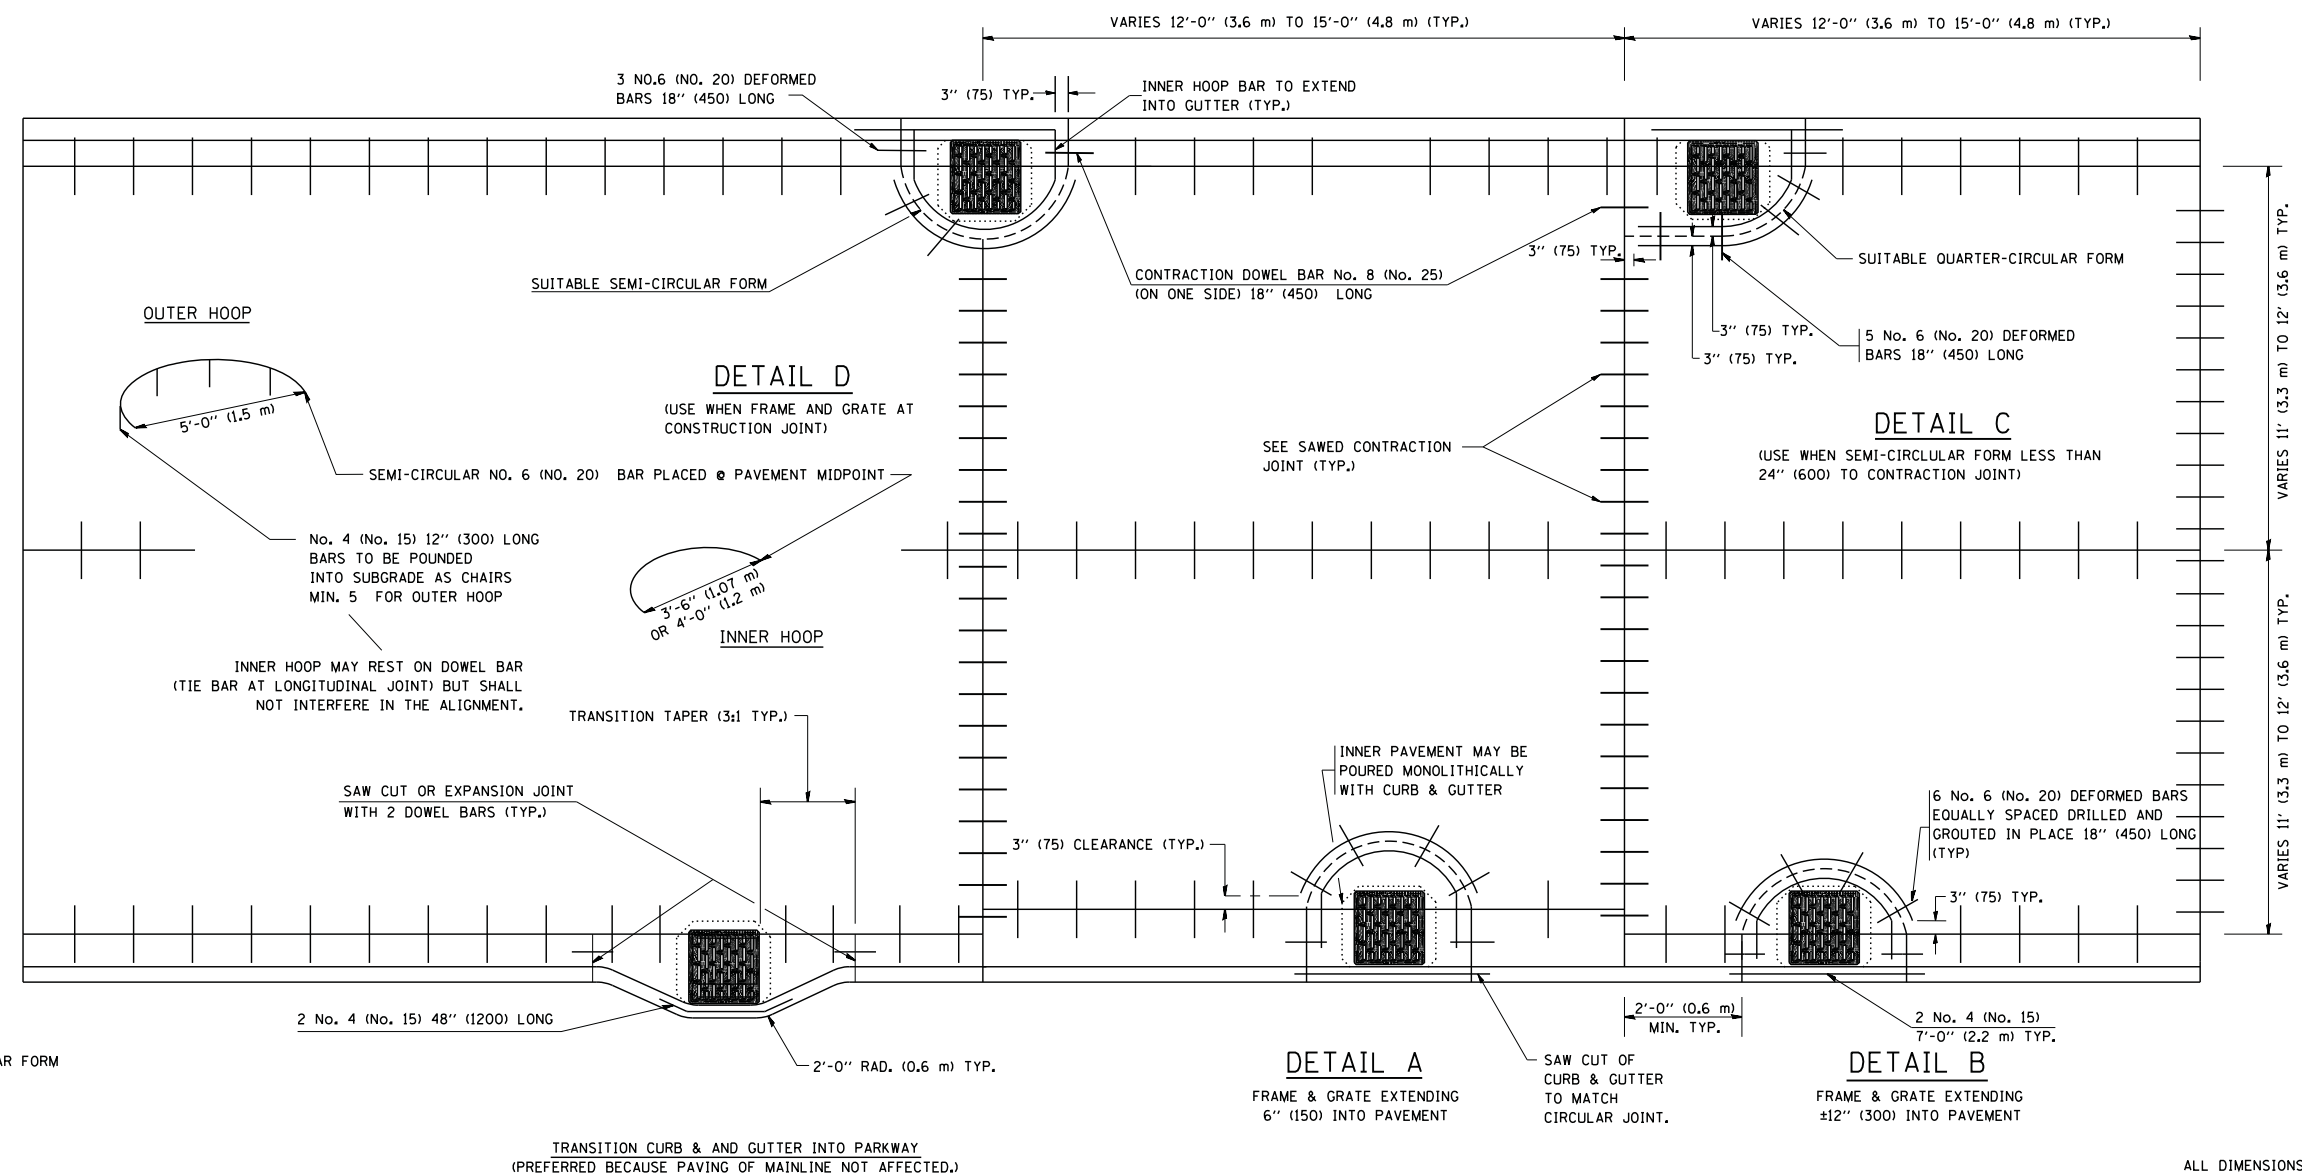 VARIES 12'-0" (3.6 m) TO 15'-0" (4.8 m) (TYP.)
VARIES 12'-0" (3.6 m) TO 15'-0" (4.8 m) (TYP.)
3 NO.6 (NO. 20) DEFORMED
BARS 18" (450) LONG
3" (75) TYP.
INNER HOOP BAR TO EXTEND
INTO GUTTER (TYP.)
SUITABLE SEMI-CIRCULAR FORM
CONTRACTION DOWEL BAR No. 8 (No. 25)
(ON ONE SIDE) 18" (450) LONG
3" (75) TYP.
SUITABLE QUARTER-CIRCULAR FORM
3" (75) TYP.
3" (75) TYP.
5 No. 6 (No. 20) DEFORMED
BARS 18" (450) LONG
VARIES 11' (3.3 m) TO 12' (3.6 m) TYP.
OUTER HOOP
5'-0" (1.5 m)
DETAIL D
(USE WHEN FRAME AND GRATE AT
CONSTRUCTION JOINT)
SEMI-CIRCULAR NO. 6 (NO. 20) BAR PLACED @ PAVEMENT MIDPOINT
SEE SAWED CONTRACTION
JOINT (TYP.)
DETAIL C
(USE WHEN SEMI-CIRCLULAR FORM LESS THAN
24" (600) TO CONTRACTION JOINT)
No. 4 (No. 15) 12" (300) LONG
BARS TO BE POUNDED
INTO SUBGRADE AS CHAIRS
MIN. 5 FOR OUTER HOOP
3'-6" (1.07 m)
OR 4'-0" (1.2 m)
INNER HOOP
INNER HOOP MAY REST ON DOWEL BAR
(TIE BAR AT LONGITUDINAL JOINT) BUT SHALL
NOT INTERFERE IN THE ALIGNMENT.
VARIES 11' (3.3 m) TO 12' (3.6 m) TYP.
TRANSITION TAPER (3:1 TYP.)
SAW CUT OR EXPANSION JOINT
WITH 2 DOWEL BARS (TYP.)
INNER PAVEMENT MAY BE
POURED MONOLITHICALLY
WITH CURB & GUTTER
3" (75) CLEARANCE (TYP.)
6 No. 6 (No. 20) DEFORMED BARS
EQUALLY SPACED DRILLED AND
GROUTED IN PLACE 18" (450) LONG
(TYP)
3" (75) TYP.
2 No. 4 (No. 15) 48" (1200) LONG
2'-0" RAD. (0.6 m) TYP.
2'-0" (0.6 m)
MIN. TYP.
2 No. 4 (No. 15)
7'-0" (2.2 m) TYP.
AR FORM
DETAIL A
FRAME & GRATE EXTENDING
6" (150) INTO PAVEMENT
SAW CUT OF
CURB & GUTTER
TO MATCH
CIRCULAR JOINT.
DETAIL B
FRAME & GRATE EXTENDING
±12" (300) INTO PAVEMENT
TRANSITION CURB & AND GUTTER INTO PARKWAY
(PREFERRED BECAUSE PAVING OF MAINLINE NOT AFFECTED.)
ALL DIMENSIONS